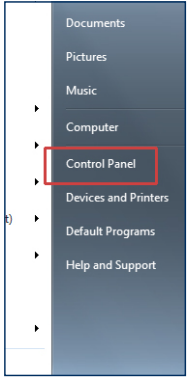 Documents
Pictures
Music
Computer
Control Panel
Devices and Printers
t)
Default Programs
Help and Support